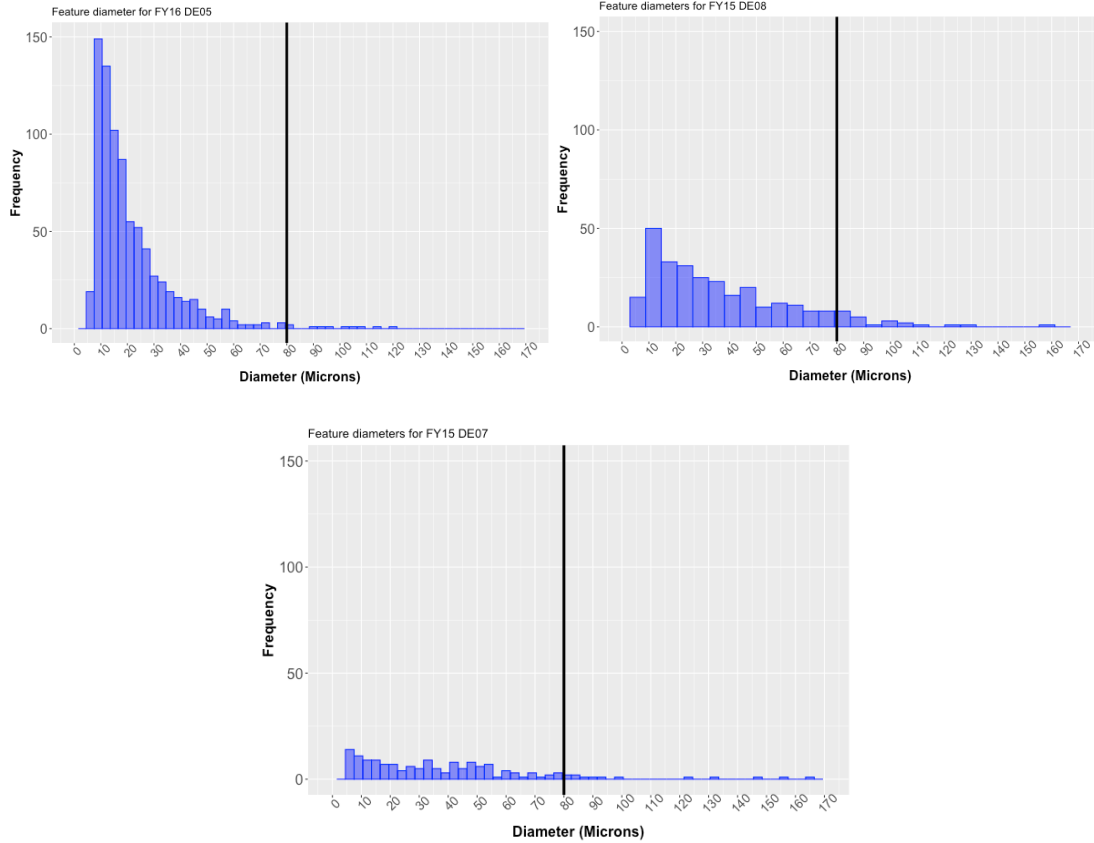 Feature diameter for FY16 DE05
150
100
50
0
Frequency
0 10 20 30 40 50 60 70 80 90 100 110 120 130 140 150 160 170
Diameter (Microns)
Feature diameters for FY15 DE08
150
100
50
0
Frequency
0 10 20 30 40 50 60 70 80 90 100 110 120 130 140 150 160 170
Diameter (Microns)
Feature diameters for FY15 DE07
150
100
50
0
Frequency
0 10 20 30 40 50 60 70 80 90 100 110 120 130 140 150 160 170
Diameter (Microns)